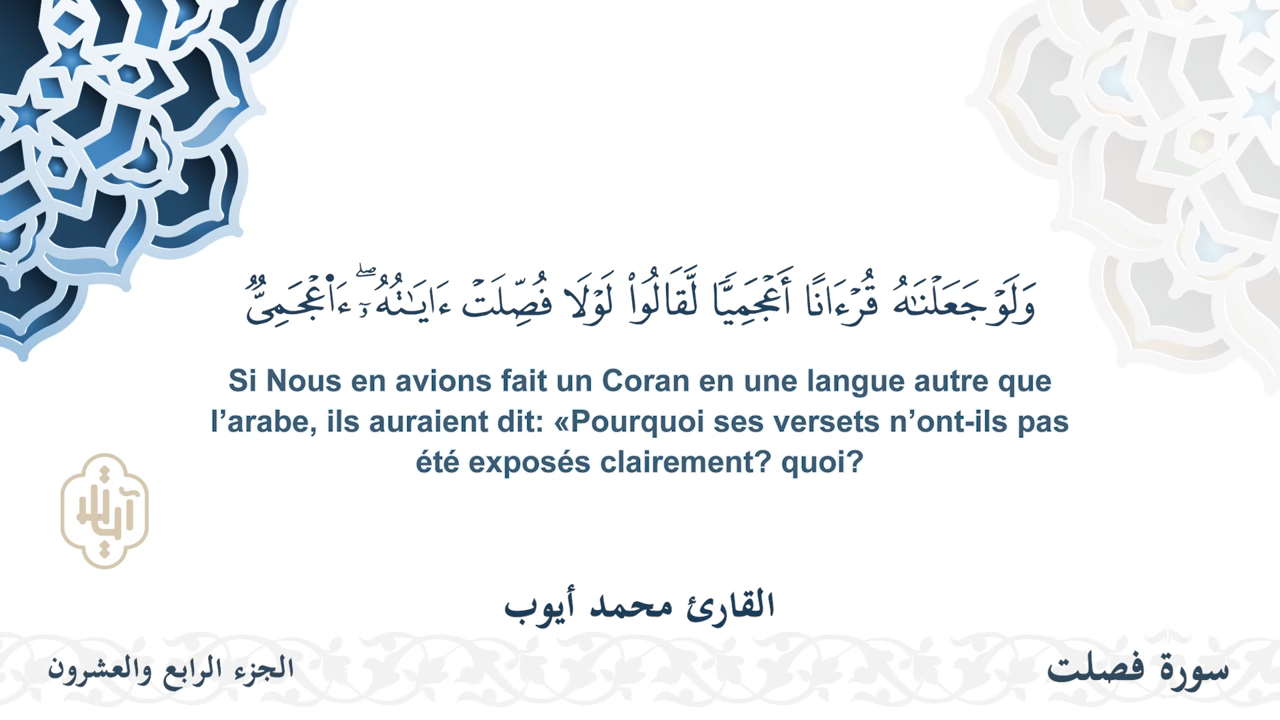 وَلَوْ جَعَلْنَٰهُ قُرْءَانًا أَعْجَمِيًّا لَّقَالُوا۟ لَوْلَا فُصِّلَتْ ءَايَٰتُهُۥٓ ۖ ءَا۬عْجَمِىٌّ
Si Nous en avions fait un Coran en une langue autre que
l’arabe, ils auraient dit: «Pourquoi ses versets n’ont-ils pas
été exposés clairement? quoi?
القارئ محمد أيوب
الجزء الرابع والعشرون
سورة فصلت